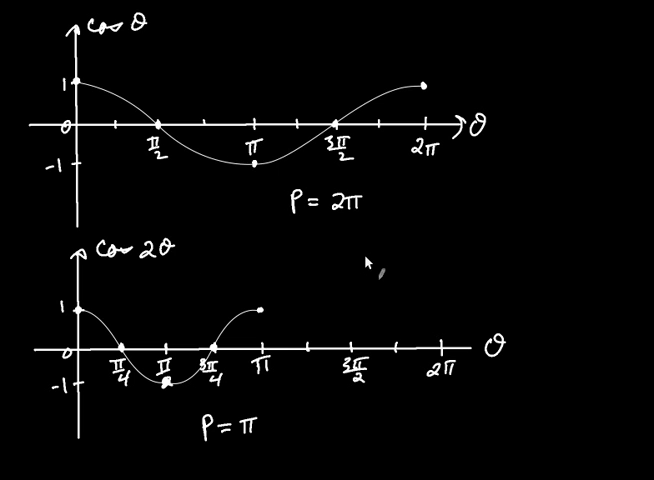 cos θ
1
0
π/2 π 3π/2 2π θ
-1
P = 2π
cos 2θ
1
0
π/4 π/2 3π/4 π 3π/2 2π θ
-1
P = π